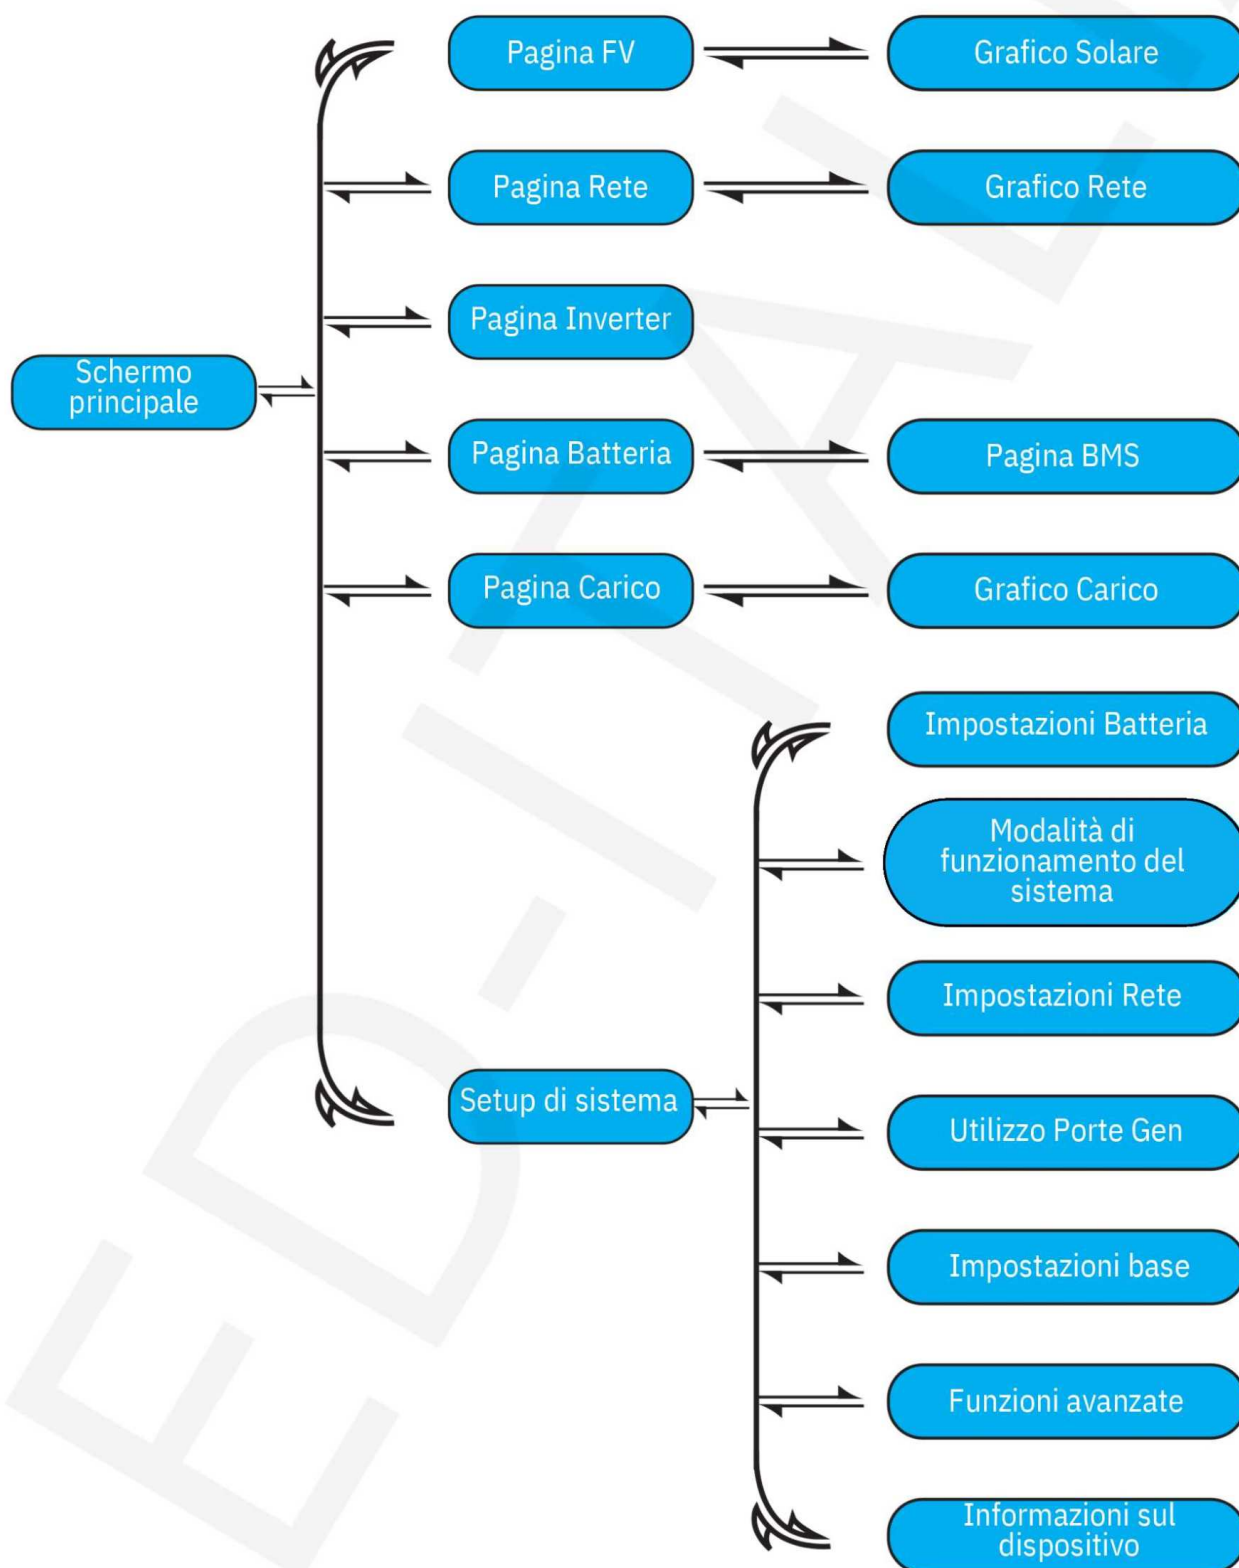 Pagina FV
Grafico Solare
Pagina Rete
Grafico Rete
Pagina Inverter
Schermo
principale
Pagina Batteria
Pagina BMS
Pagina Carico
Grafico Carico
Impostazioni Batteria
Modalità di
funzionamento del
sistema
Impostazioni Rete
Setup di sistema
Utilizzo Porte Gen
Impostazioni base
Funzioni avanzate
Informazioni sul
dispositivo
ED-ITALI